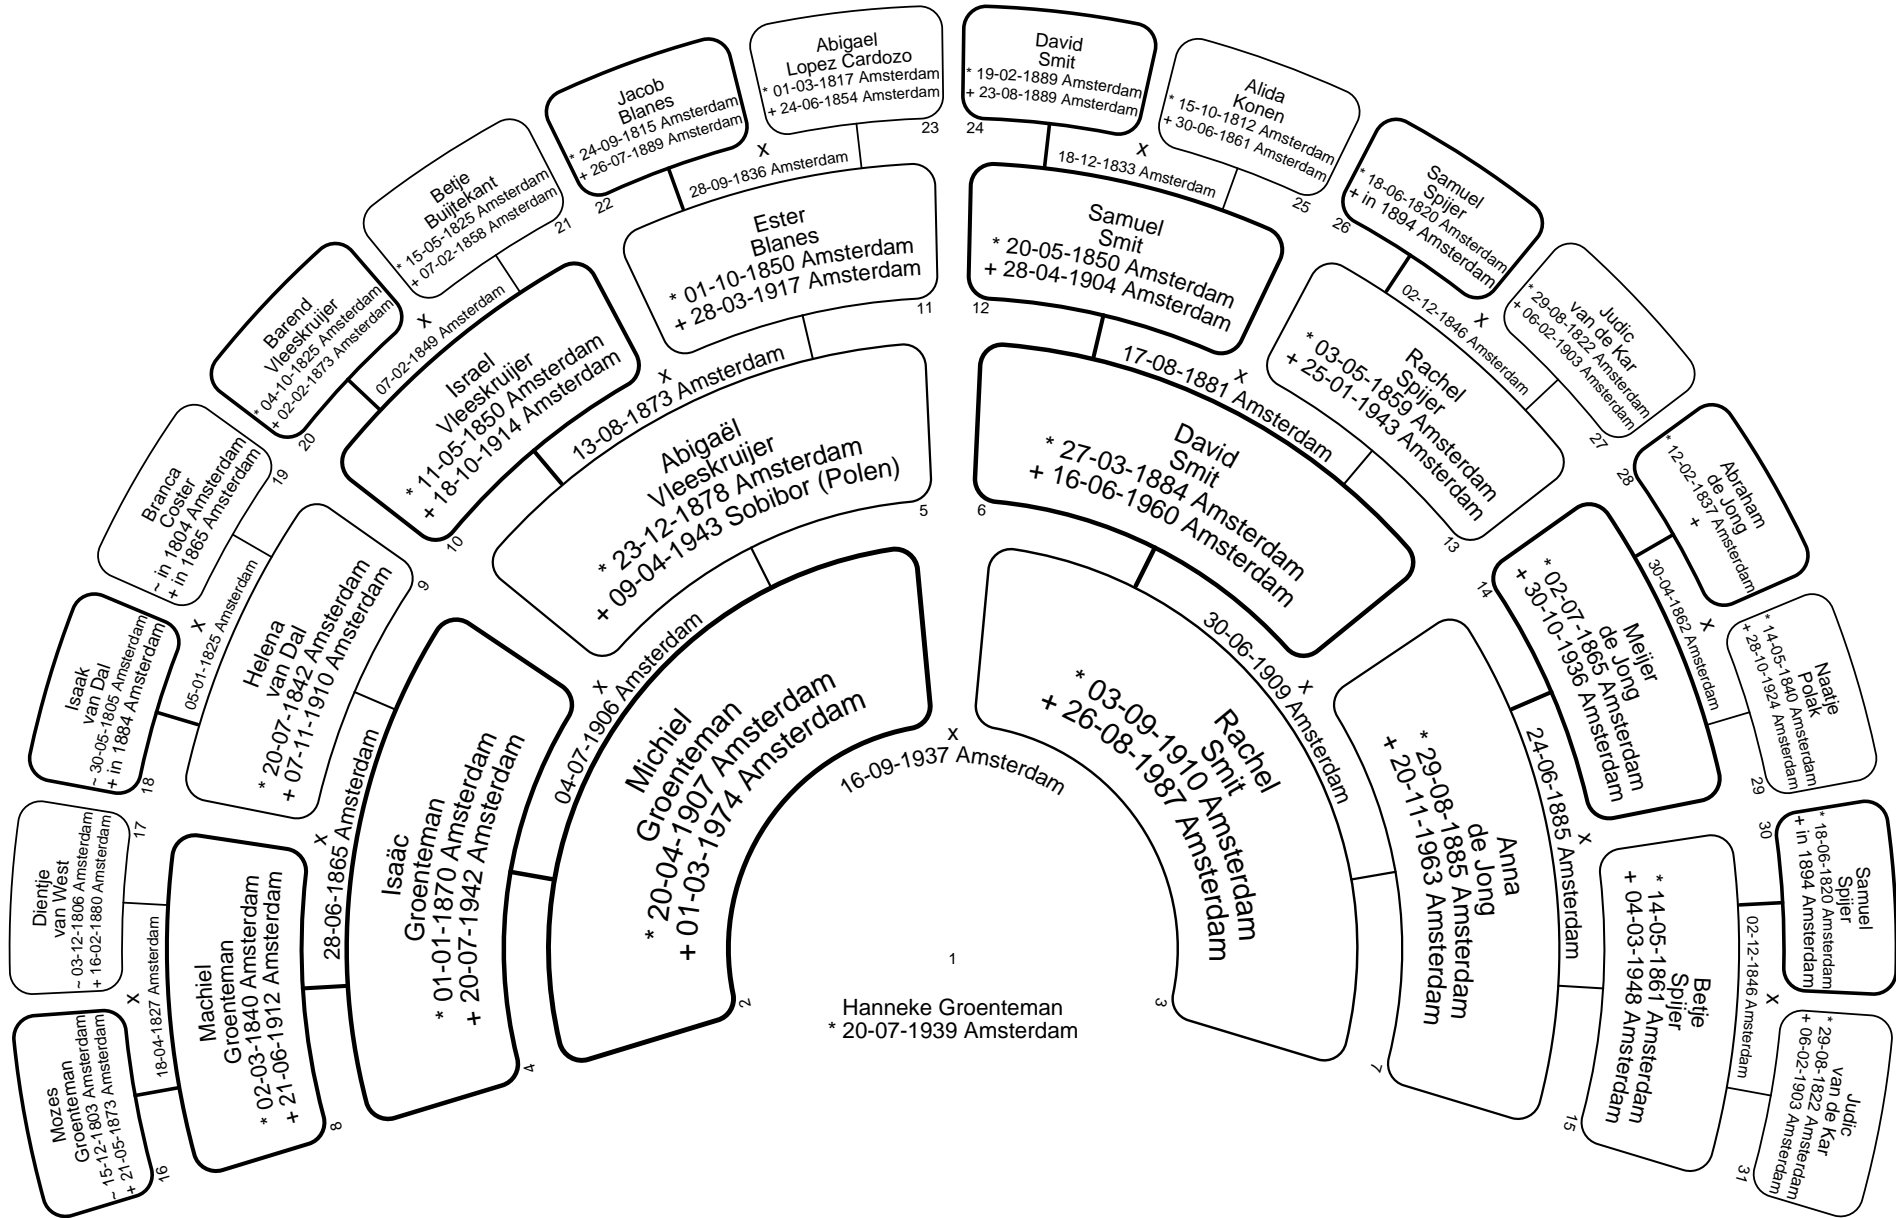 1
Hanneke Groenteman
* 20-07-1939 Amsterdam
Michiel
Groenteman
* 20-04-1907 Amsterdam
+ 01-03-1974 Amsterdam
2
x
16-09-1937 Amsterdam
Rachel
Smit
* 03-09-1910 Amsterdam
+ 26-08-1987 Amsterdam
3
Isaäc
Groenteman
* 01-01-1870 Amsterdam
+ 20-07-1942 Amsterdam
4
x
04-07-1906 Amsterdam
Abigaël
Vleeskruijer
* 23-12-1878 Amsterdam
+ 09-04-1943 Sobibor (Polen)
5
David
Smit
* 27-03-1884 Amsterdam
+ 16-06-1960 Amsterdam
6
x
30-06-1909 Amsterdam
Anna
de Jong
* 29-08-1885 Amsterdam
+ 20-11-1963 Amsterdam
7
Machiel
Groenteman
* 02-03-1840 Amsterdam
+ 21-06-1912 Amsterdam
8
x
28-06-1865 Amsterdam
Helena
van Dal
* 20-07-1842 Amsterdam
+ 07-11-1910 Amsterdam
9
Israel
Vleeskruijer
* 11-05-1850 Amsterdam
+ 18-10-1914 Amsterdam
10
x
13-08-1873 Amsterdam
Ester
Blanes
* 01-10-1850 Amsterdam
+ 28-03-1917 Amsterdam
11
Samuel
Smit
* 20-05-1850 Amsterdam
+ 28-04-1904 Amsterdam
12
x
17-08-1881 Amsterdam
Rachel
Spijer
* 03-05-1859 Amsterdam
+ 25-01-1943 Amsterdam
13
Meijer
de Jong
* 02-07-1865 Amsterdam
+ 30-10-1936 Amsterdam
14
x
24-06-1885 Amsterdam
Betje
Spijer
* 14-05-1861 Amsterdam
+ 04-03-1948 Amsterdam
15
Mozes
Groenteman
~ 15-12-1803 Amsterdam
+ 21-05-1873 Amsterdam
16
x
18-04-1827 Amsterdam
Dientje
van West
~ 03-12-1806 Amsterdam
+ 16-02-1880 Amsterdam
17
Isaak
van Dal
~ 30-05-1805 Amsterdam
+ in 1884 Amsterdam
18
x
05-01-1825 Amsterdam
Branca
Coster
~ in 1804 Amsterdam
+ in 1865 Amsterdam
19
Barend
Vleeskruijer
* 04-10-1825 Amsterdam
+ 02-02-1873 Amsterdam
20
x
07-02-1849 Amsterdam
Betje
Buijtekant
* 15-05-1825 Amsterdam
+ 07-02-1858 Amsterdam
21
Jacob
Blanes
* 24-09-1815 Amsterdam
+ 26-07-1889 Amsterdam
22
x
28-09-1836 Amsterdam
Abigael
Lopez Cardozo
* 01-03-1817 Amsterdam
+ 24-06-1854 Amsterdam
23
David
Smit
* 19-02-1889 Amsterdam
+ 23-08-1889 Amsterdam
24
x
18-12-1833 Amsterdam
Alida
Konen
* 15-10-1812 Amsterdam
+ 30-06-1861 Amsterdam
25
Samuel
Spijer
* 18-06-1820 Amsterdam
+ in 1894 Amsterdam
26
x
02-12-1846 Amsterdam
Judic
van de Kar
* 29-08-1822 Amsterdam
+ 06-02-1903 Amsterdam
27
Abraham
de Jong
* 12-02-1837 Amsterdam
+
28
x
30-04-1862 Amsterdam
Naatje
Polak
* 14-05-1840 Amsterdam
+ 28-10-1924 Amsterdam
29
Samuel
Spijer
* 18-06-1820 Amsterdam
+ in 1894 Amsterdam
30
x
02-12-1846 Amsterdam
Judic
van de Kar
* 29-08-1822 Amsterdam
+ 06-02-1903 Amsterdam
31